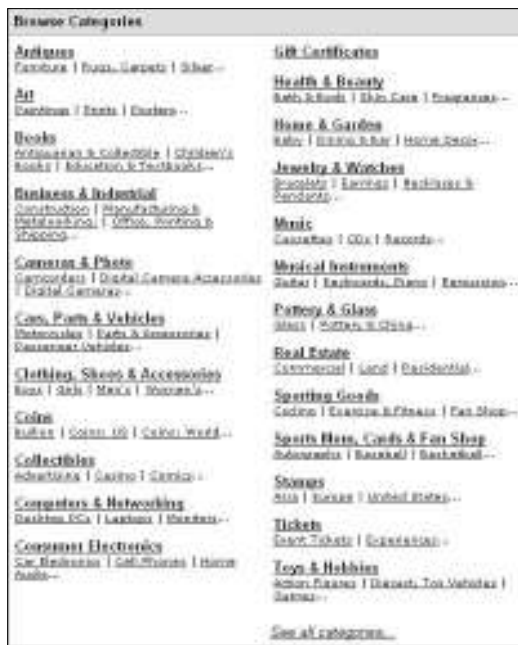 Browse Categories
Antiques
Furniture | Rugs, Carpets | Silver...
Art
Paintings | Prints | Posters...
Books
Antiquarian & Collectible | Children's
Books | Education & Textbooks...
Business & Industrial
Construction | Manufacturing &
Metalworking | Office, Printing &
Shipping...
Cameras & Photo
Camcorders | Digital Camera Accessories
| Digital Cameras...
Cars, Parts & Vehicles
Motorcycles | Parts & Accessories |
Passenger Vehicles...
Clothing, Shoes & Accessories
Boys | Girls | Men's | Women's...
Coins
Bullion | Coins: US | Coins: World...
Collectibles
Advertising | Casino | Comics...
Computers & Networking
Desktop PCs | Laptops | Monitors...
Consumer Electronics
Car Electronics | Cell Phones | Home
Audio...
Gift Certificates
Health & Beauty
Bath & Body | Skin Care | Fragrances...
Home & Garden
Baby | Dining & Bar | Home Decor...
Jewelry & Watches
Bracelets | Earrings | Necklaces &
Pendants...
Music
Cassettes | CDs | Records...
Musical Instruments
Guitar | Keyboards, Piano | Percussion...
Pottery & Glass
Glass | Pottery & China...
Real Estate
Commercial | Land | Residential...
Sporting Goods
Cycling | Exercise & Fitness | Fan Shop...
Sports Mem, Cards & Fan Shop
Autographs | Baseball | Basketball...
Stamps
Asia | Europe | United States...
Tickets
Event Tickets | Experiences...
Toys & Hobbies
Action Figures | Diecast, Toy Vehicles |
Games...
See all categories...